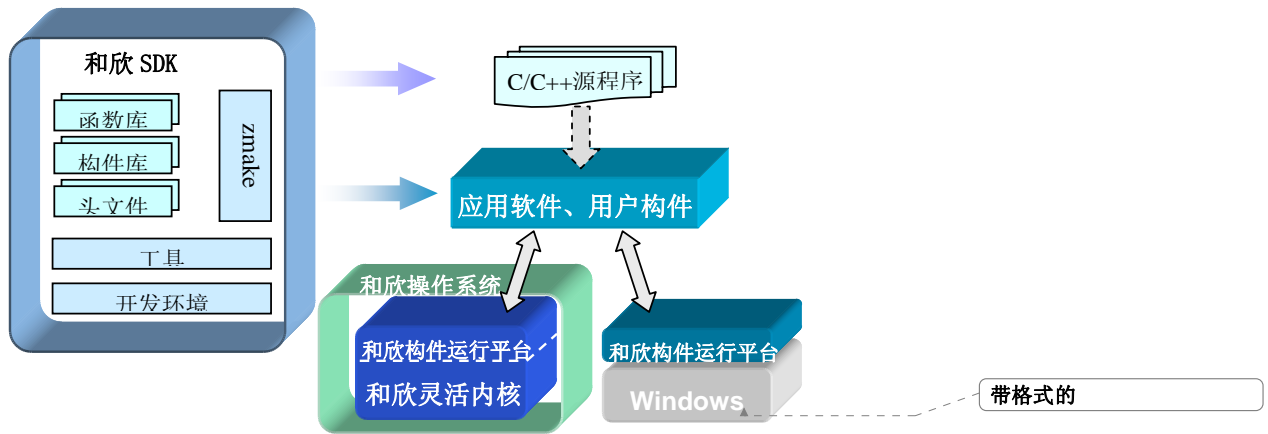 和欣 SDK
函数库
构件库
头文件
zmake
工具
开发环境
C/C++源程序
应用软件、用户构件
和欣操作系统
和欣构件运行平台
和欣灵活内核
和欣构件运行平台
Windows
带格式的